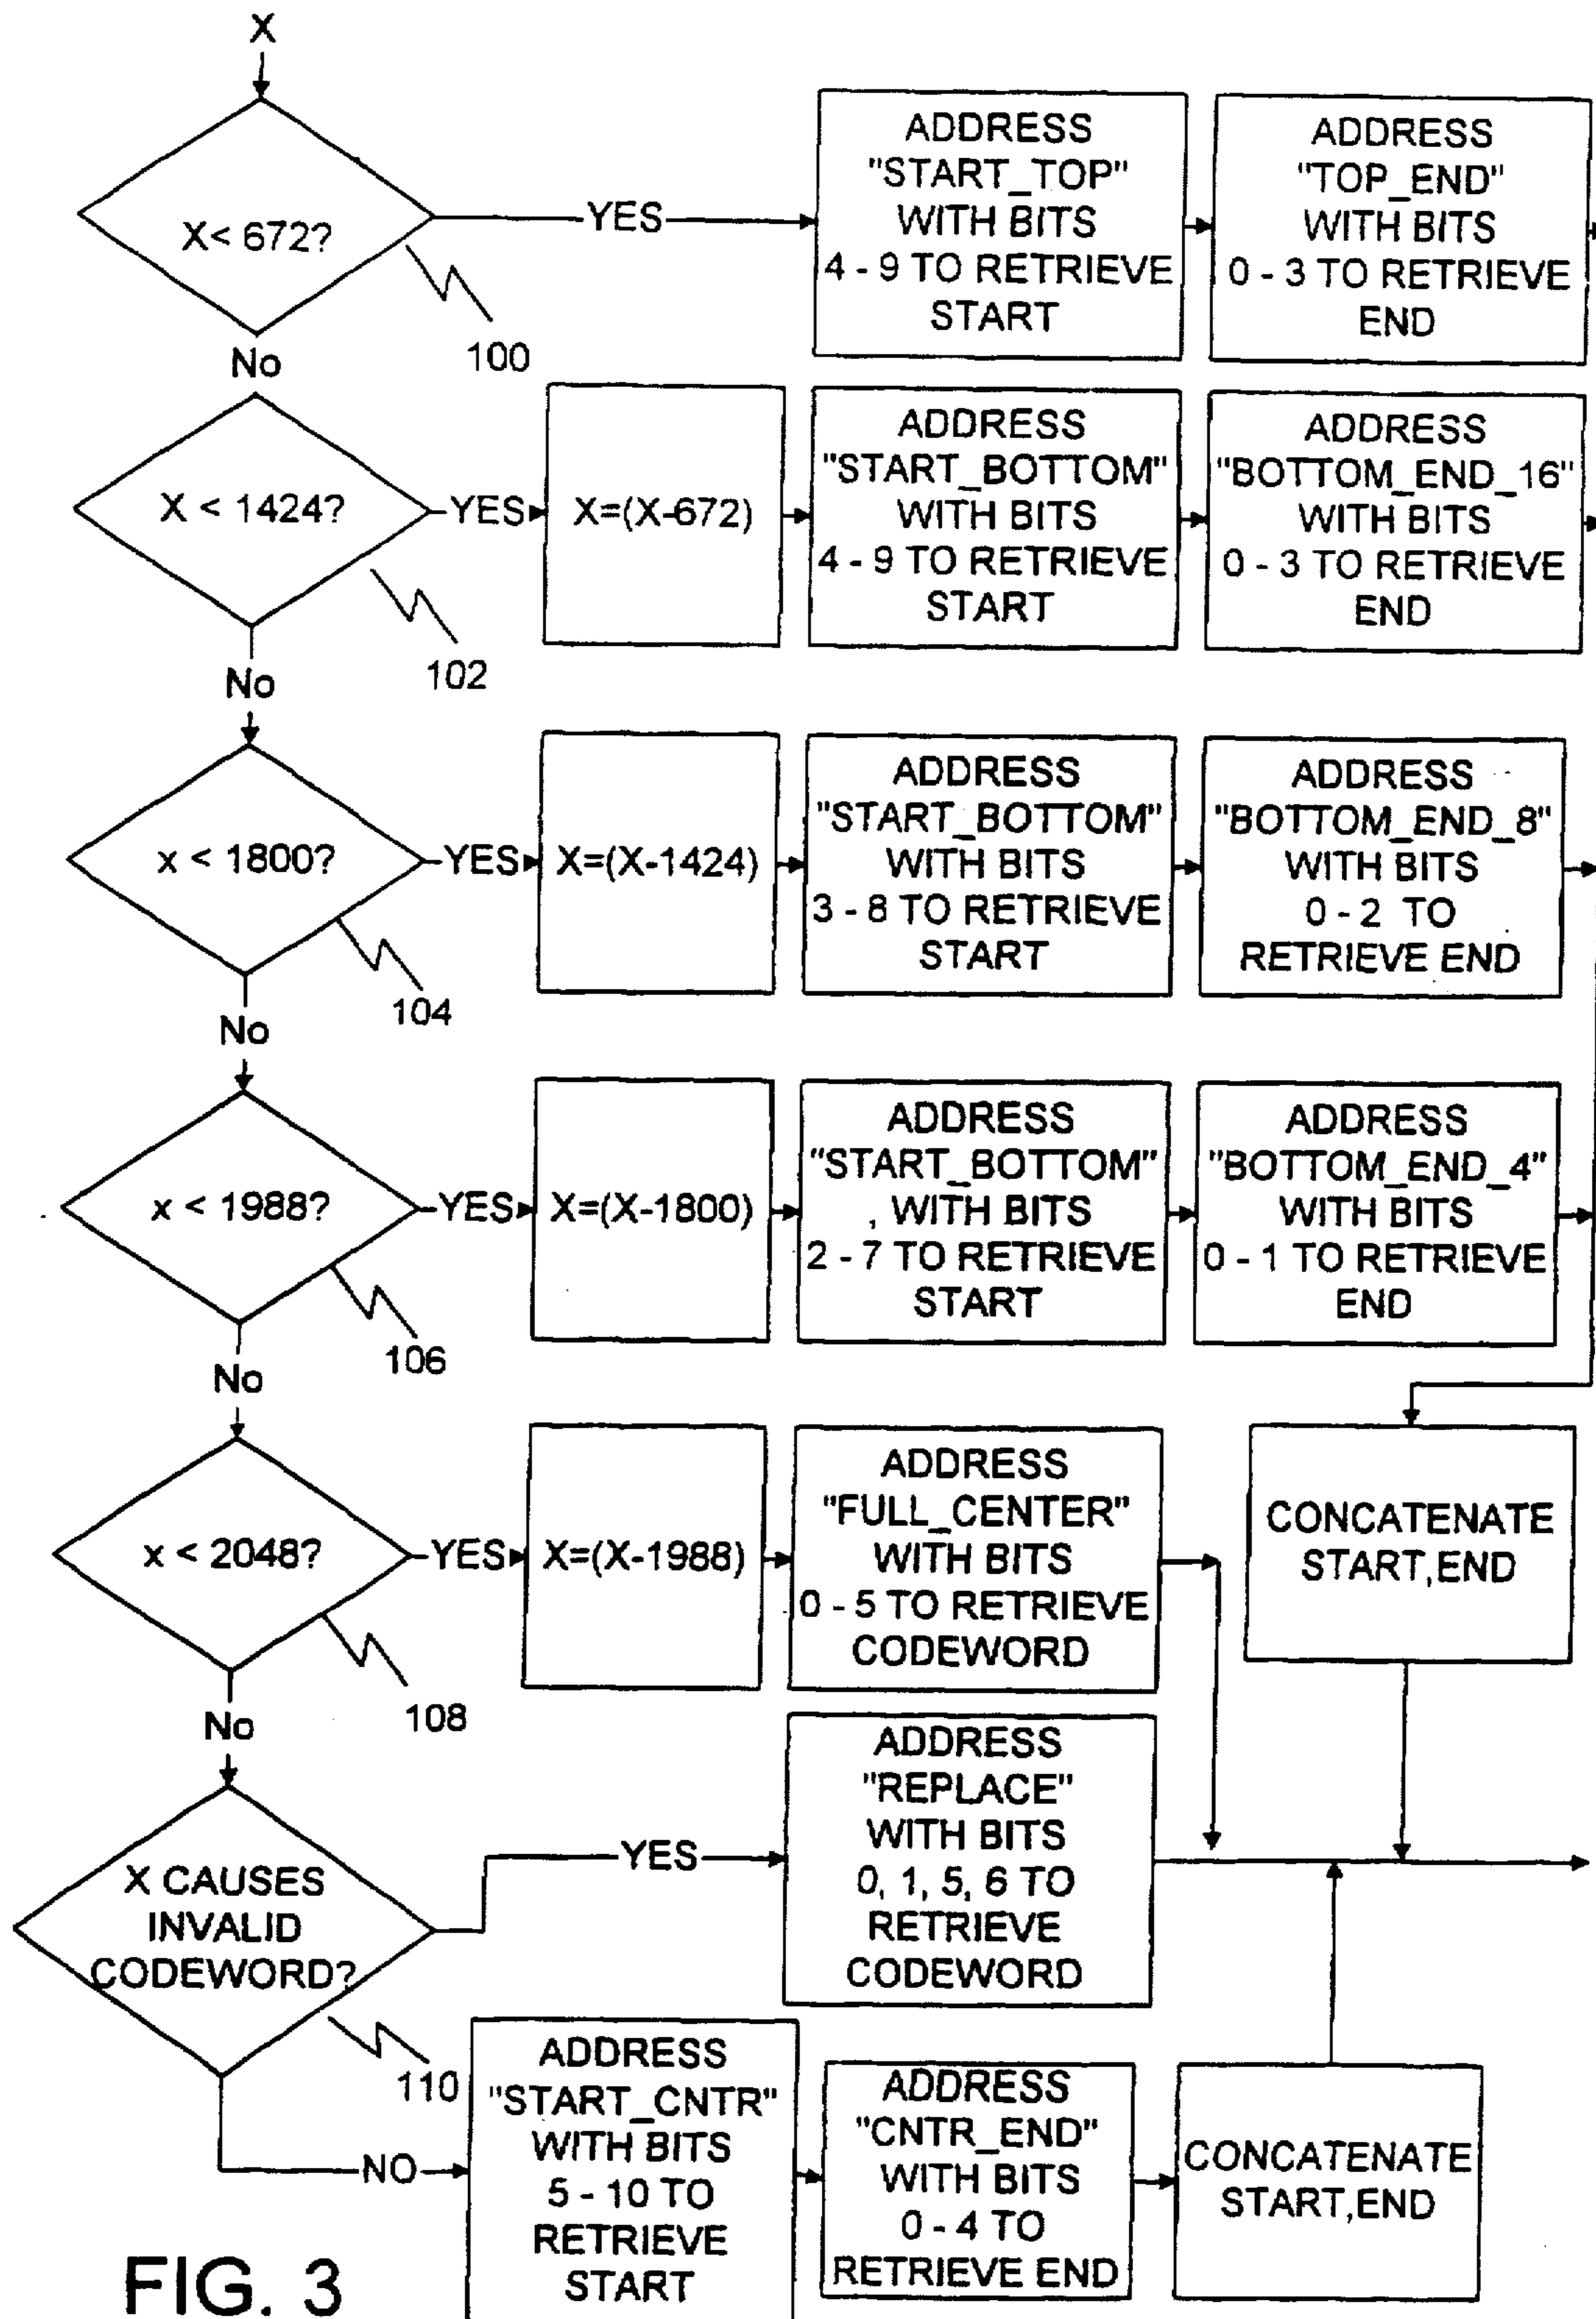 X
X< 672?
YES
ADDRESS
"START_TOP"
WITH BITS
4 - 9 TO RETRIEVE
START
ADDRESS
"TOP_END"
WITH BITS
0 - 3 TO RETRIEVE
END
100
No
X < 1424?
YES
X=(X-672)
ADDRESS
"START_BOTTOM"
WITH BITS
4 - 9 TO RETRIEVE
START
ADDRESS
"BOTTOM_END_16"
WITH BITS
0 - 3 TO RETRIEVE
END
102
No
x < 1800?
YES
X=(X-1424)
ADDRESS
"START_BOTTOM"
WITH BITS
3 - 8 TO RETRIEVE
START
ADDRESS
"BOTTOM_END_8"
WITH BITS
0 - 2 TO
RETRIEVE END
104
No
x < 1988?
YES
X=(X-1800)
ADDRESS
"START_BOTTOM"
, WITH BITS
2 - 7 TO RETRIEVE
START
ADDRESS
"BOTTOM_END_4"
WITH BITS
0 - 1 TO RETRIEVE
END
106
No
x < 2048?
YES
X=(X-1988)
ADDRESS
"FULL_CENTER"
WITH BITS
0 - 5 TO RETRIEVE
CODEWORD
CONCATENATE
START,END
108
No
X CAUSES
INVALID
CODEWORD?
YES
ADDRESS
"REPLACE"
WITH BITS
0, 1, 5, 6 TO
RETRIEVE
CODEWORD
110
NO
ADDRESS
"START_CNTR"
WITH BITS
5 - 10 TO
RETRIEVE
START
ADDRESS
"CNTR_END"
WITH BITS
0 - 4 TO
RETRIEVE END
CONCATENATE
START,END
FIG. 3